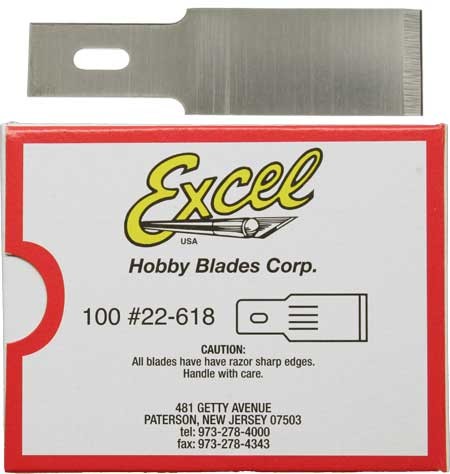 Excel
USA
Hobby Blades Corp.
100 #22-618
CAUTION:
All blades have have razor sharp edges.
Handle with care.
481 GETTY AVENUE
PATERSON, NEW JERSEY 07503
tel: 973-278-4000
fax: 973-278-4343